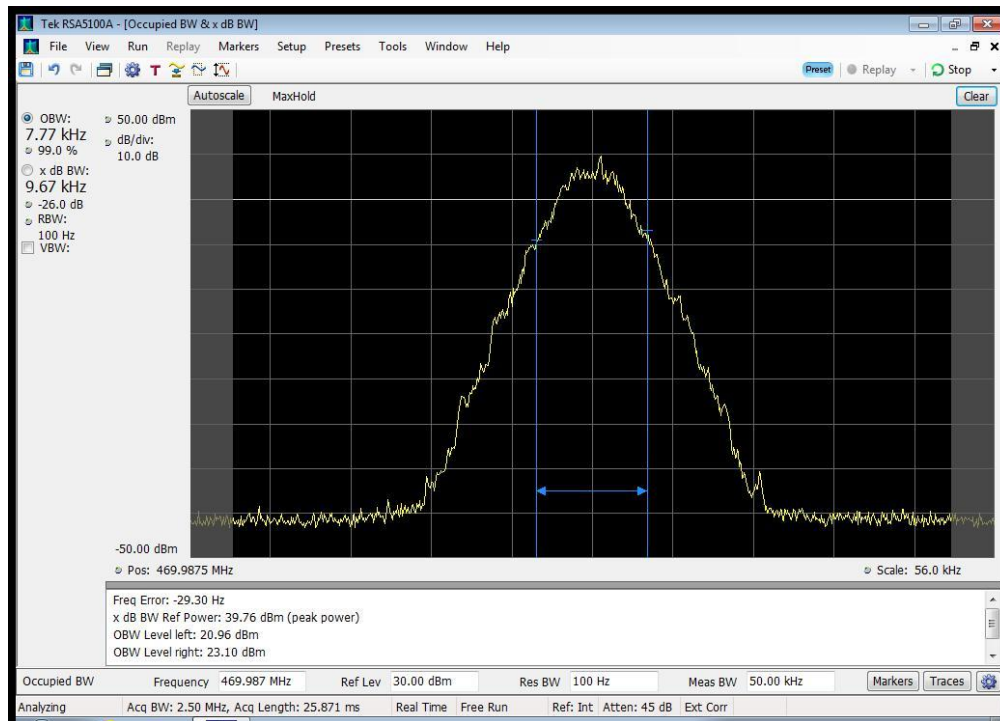 Tek RSA5100A - [Occupied BW & x dB BW]
File View Run Replay Markers Setup Presets Tools Window Help
T Preset Replay Stop
Autoscale MaxHold Clear
OBW:
7.77 kHz
99.0 %
x dB BW:
9.67 kHz
-26.0 dB
RBW:
100 Hz
VBW:
50.00 dBm
dB/div:
10.0 dB
-50.00 dBm
Pos: 469.9875 MHz Scale: 56.0 kHz
Freq Error: -29.30 Hz
x dB BW Ref Power: 39.76 dBm (peak power)
OBW Level left: 20.96 dBm
OBW Level right: 23.10 dBm
Occupied BW Frequency 469.987 MHz Ref Lev 30.00 dBm Res BW 100 Hz Meas BW 50.00 kHz Markers Traces
Analyzing Acq BW: 2.50 MHz, Acq Length: 25.871 ms Real Time Free Run Ref: Int Atten: 45 dB Ext Corr